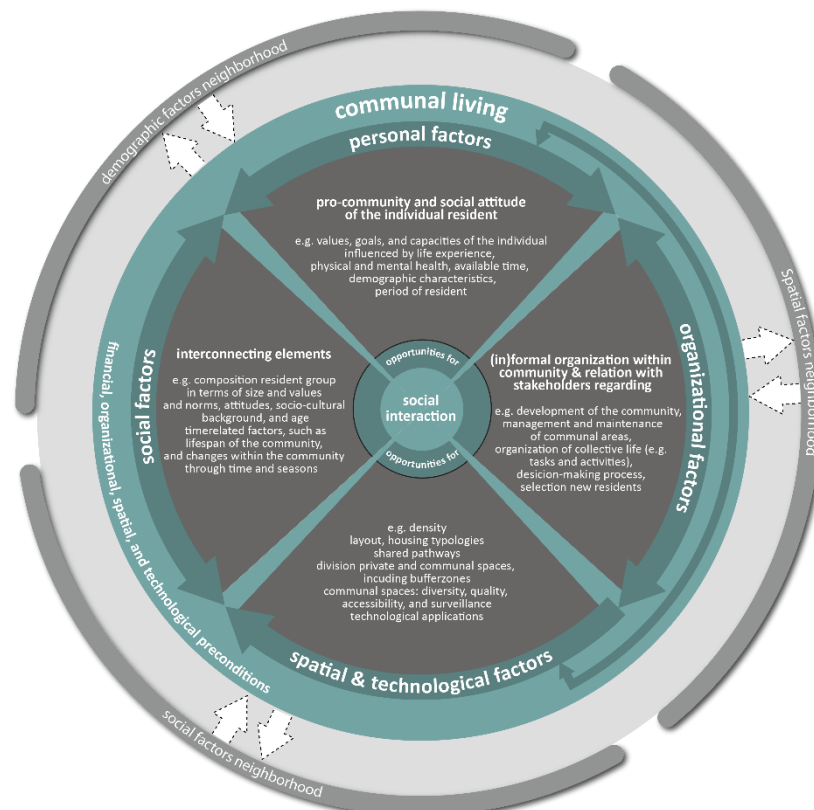 demographic factors neighborhood
communal living
personal factors
pro-community and social attitude
of the individual resident
e.g. values, goals, and capacities of the individual
influenced by life experience,
physical and mental health, available time,
demographic characteristics,
period of resident
Spatial factors neighborhood
social factors
interconnecting elements
e.g. composition resident group
in terms of size and values
and norms, attitudes, socio-cultural
background, and age
timerelated factors, such as
lifespan of the community,
and changes within the community
through time and seasons
opportunities for
social
interaction
opportunities for
(in)formal organization within
community & relation with
stakeholders regarding
e.g. development of the community,
management and maintenance
of communal areas,
organization of collective life (e.g.
tasks and activities),
desicion-making process,
selection new residents
organizational factors
e.g. density
layout, housing typologies
shared pathways
division private and communal spaces,
incuding bufferzones
communal spaces: diversity, quality,
accessibility, and surveillance
technological applications
spatial & technological factors
financial, organizational, spatial, and technological preconditions
social factors neighborhood